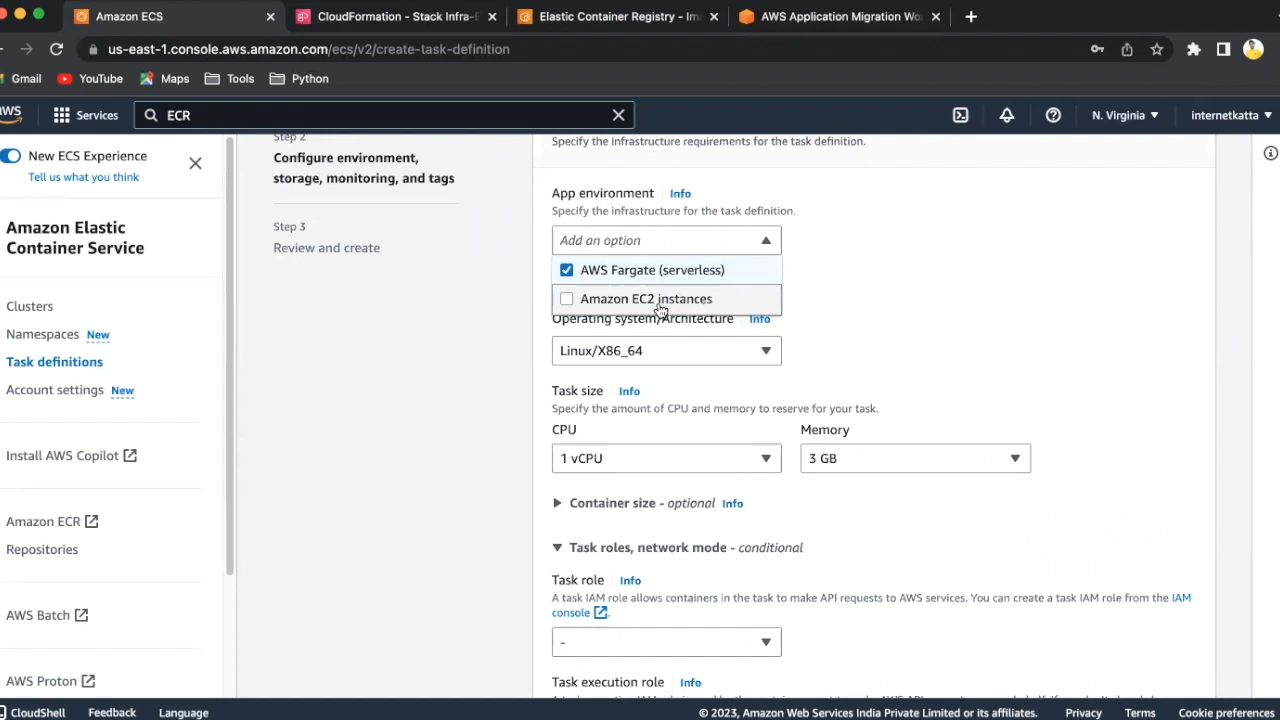 Amazon ECS
CloudFormation - Stack Infra-E
Elastic Container Registry - Im
AWS Application Migration Wo
us-east-1.console.aws.amazon.com/ecs/v2/create-task-definition
Gmail
YouTube
Maps
Tools
Python
AWS
Services
ECR
N. Virginia
internetkatta
New ECS Experience
Tell us what you think
Amazon Elastic
Container Service
Clusters
Namespaces New
Task definitions
Account settings New
Install AWS Copilot
Amazon ECR
Repositories
AWS Batch
AWS Proton
Step 2
Configure environment,
storage, monitoring, and tags
Step 3
Review and create
Specify the infrastructure requirements for the task definition.
App environment Info
Specify the infrastructure for the task definition.
Add an option
AWS Fargate (serverless)
Amazon EC2 instances
Operating system/Architecture Info
Linux/X86_64
Task size Info
Specify the amount of CPU and memory to reserve for your task.
CPU
Memory
1 vCPU
3 GB
Container size - optional Info
Task roles, network mode - conditional
Task role Info
A task IAM role allows containers in the task to make API requests to AWS services. You can create a task IAM role from the IAM
console.
-
Task execution role Info
CloudShell
Feedback
Language
© 2023, Amazon Web Services India Private Limited or its affiliates.
Privacy
Terms
Cookie preferences